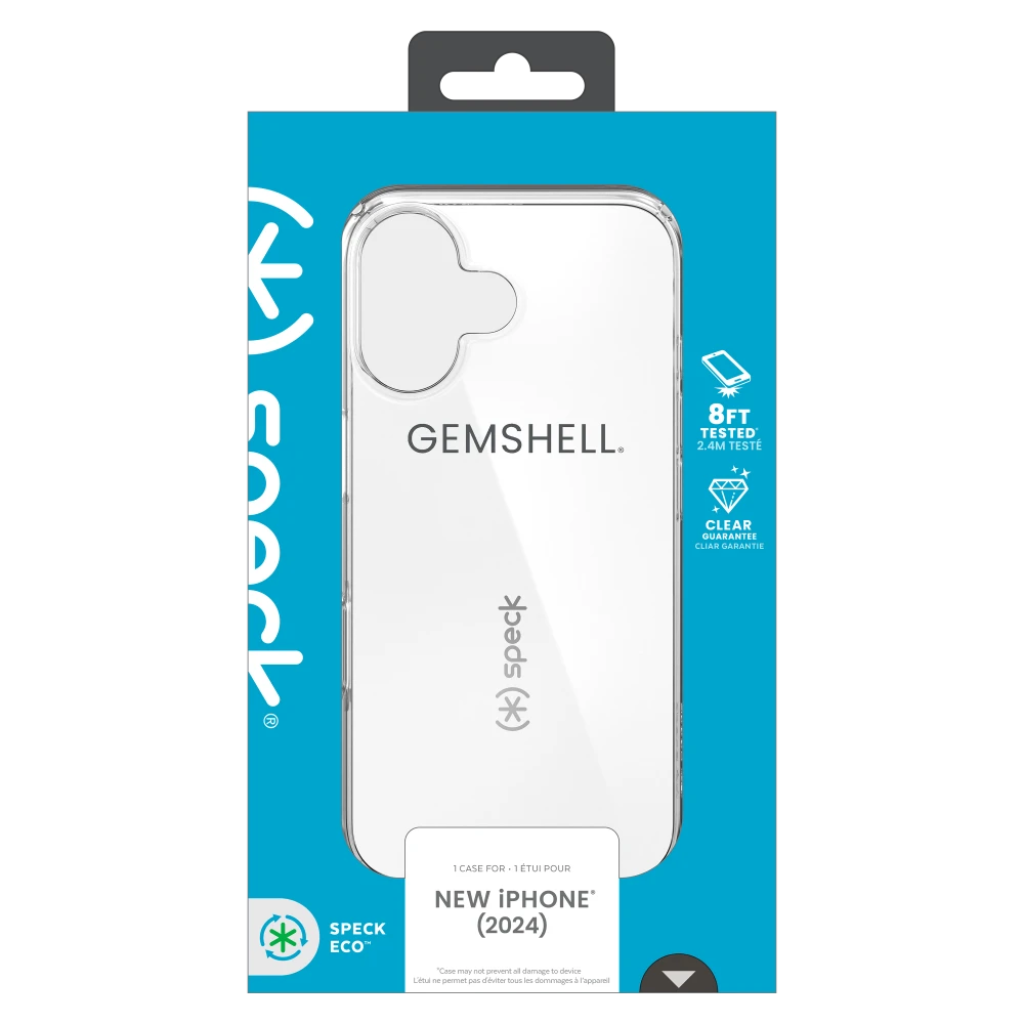 speck®
GEMSHELL®
speck
8FT
TESTED*
2.4M TESTÉ
CLEAR
GUARANTEE
CLIAR GARANTIE
1 CASE FOR • 1 ÉTUI POUR
NEW iPHONE*
(2024)
*Case may not prevent all damage to device
L'étui ne permet pas d'éviter tous les dommages à l'appareil
SPECK
ECO™